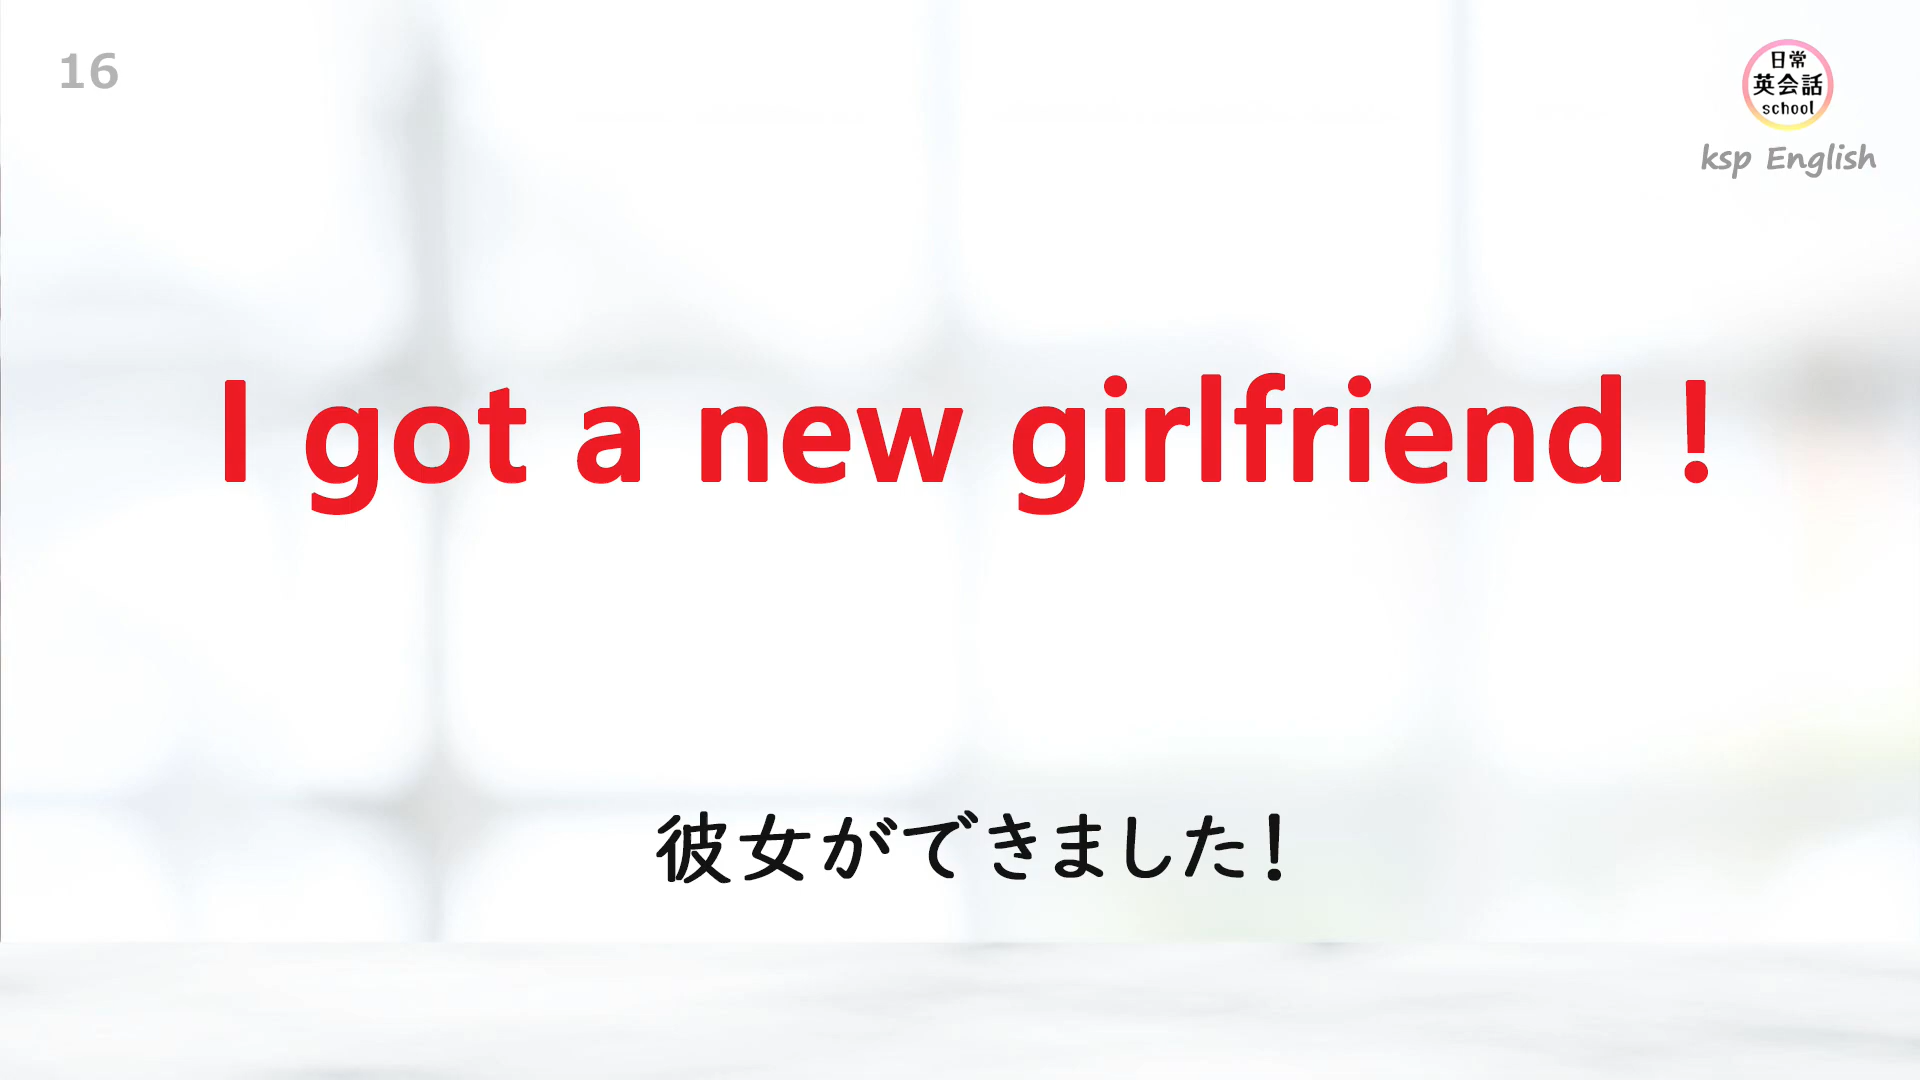 16
日常
英会話
school
ksp English
I got a new girlfriend !
彼女ができました！